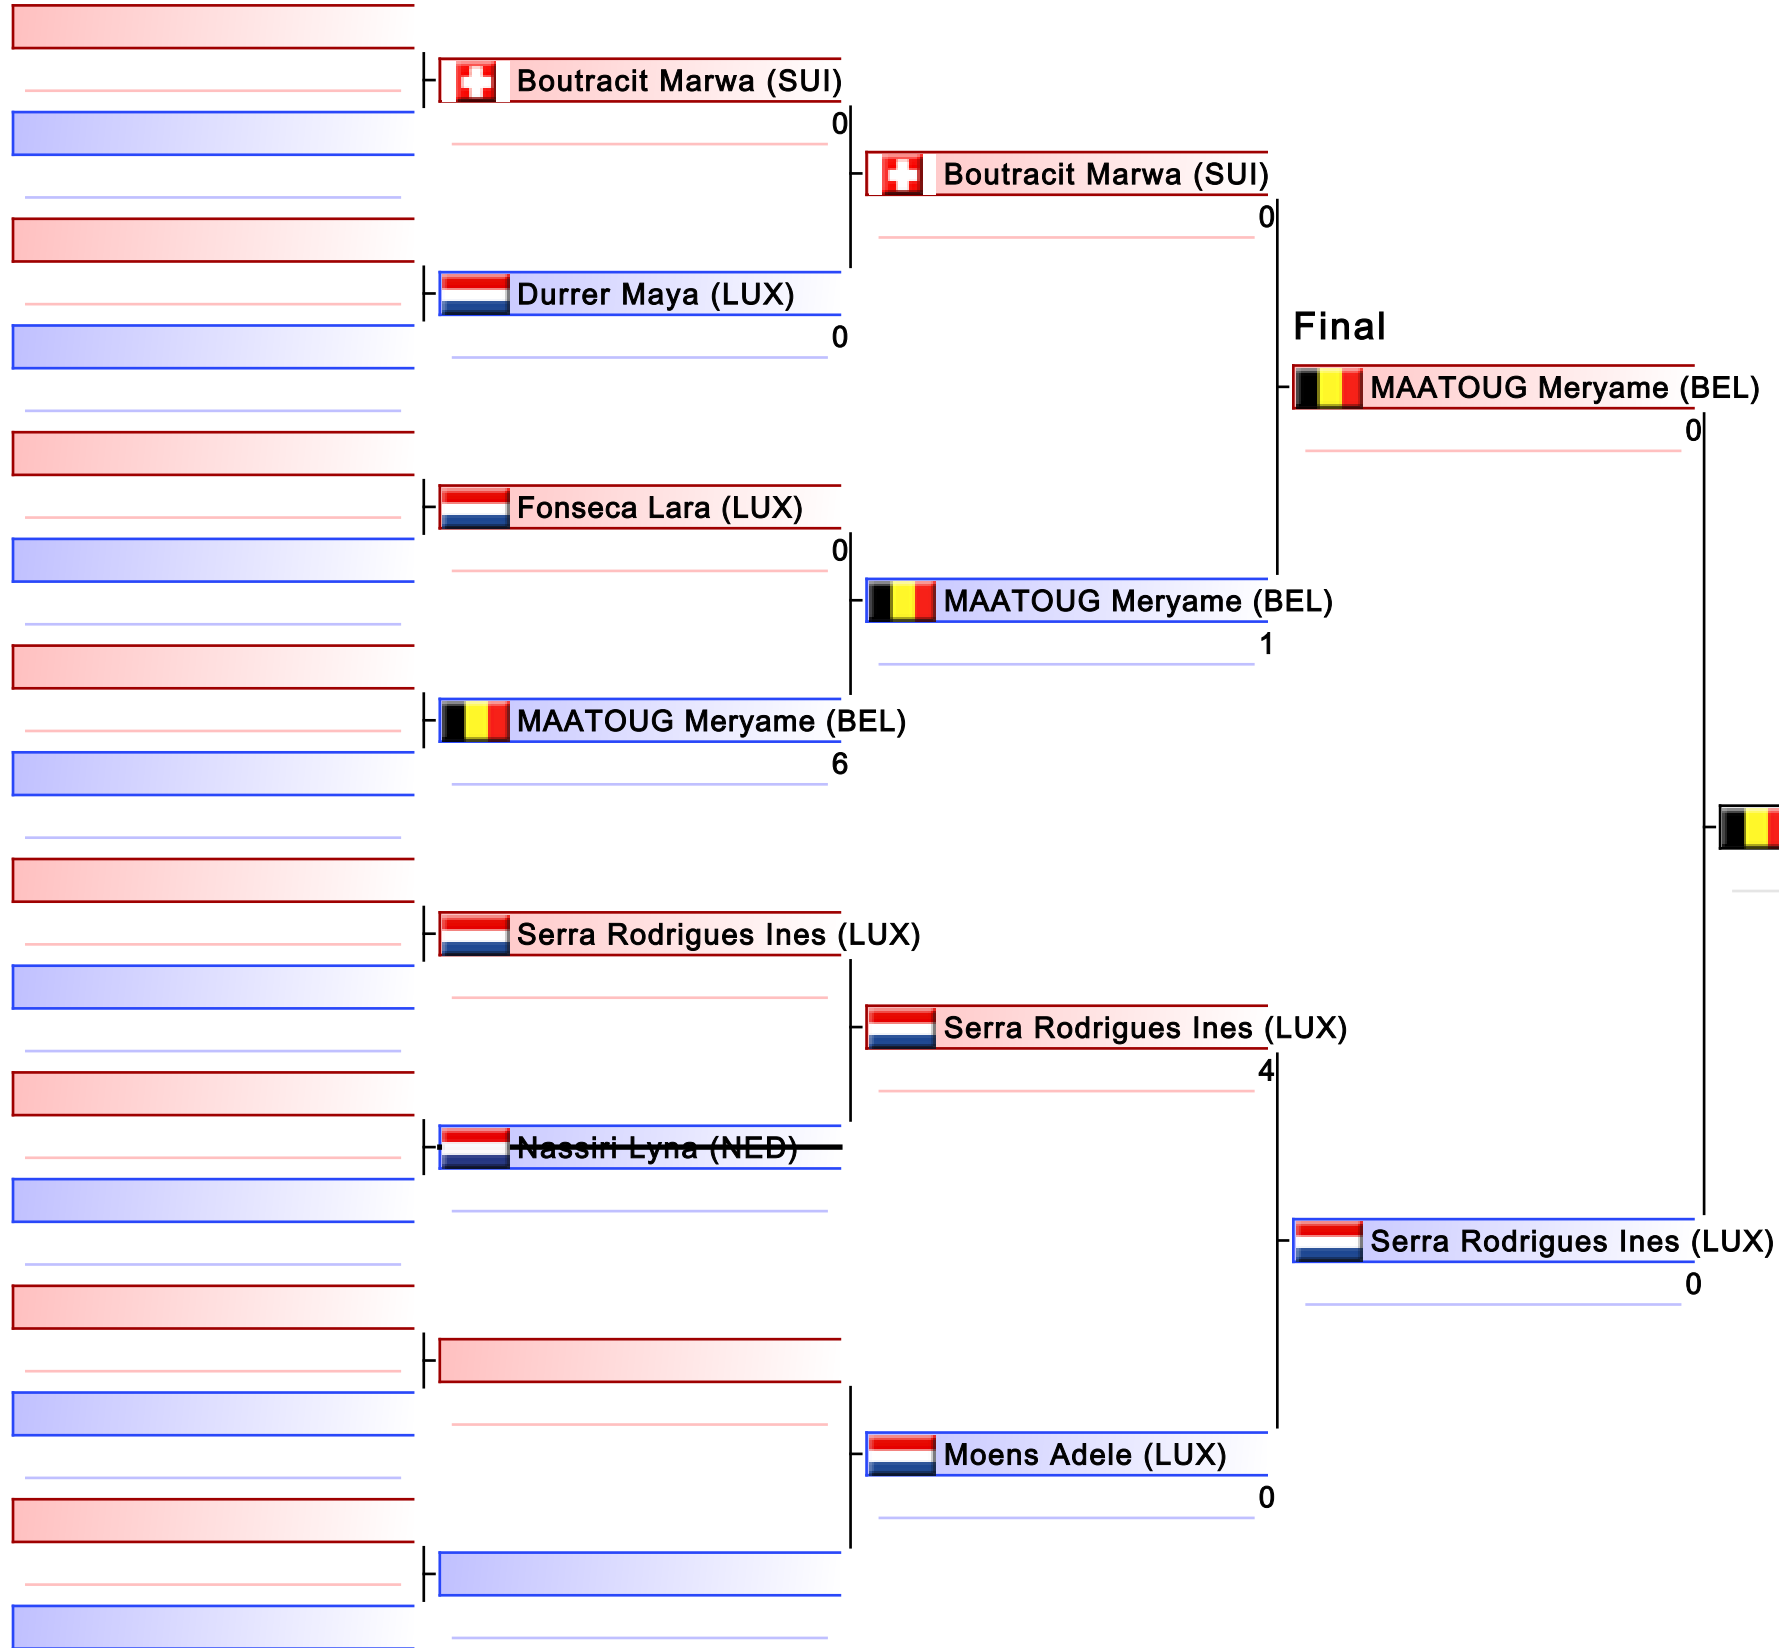 Boutracit Marwa (SUI)
0
Durrer Maya (LUX)
0
Fonseca Lara (LUX)
0
MAATOUG Meryame (BEL)
6
Serra Rodrigues Ines (LUX)
Nassiri Lyna (NED)
Boutracit Marwa (SUI)
0
MAATOUG Meryame (BEL)
1
Serra Rodrigues Ines (LUX)
4
Moens Adele (LUX)
0
Final
MAATOUG Meryame (BEL)
0
Serra Rodrigues Ines (LUX)
0